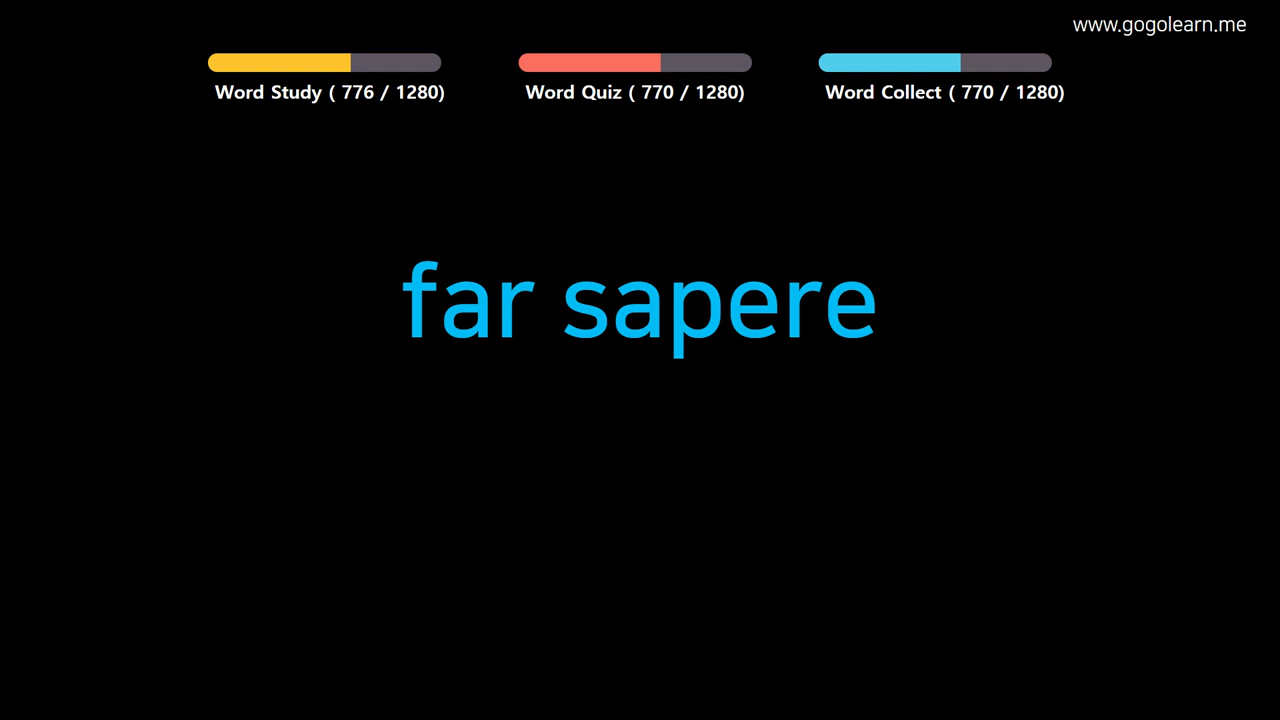 www.gogolearn.me
Word Study ( 776 / 1280)
Word Quiz ( 770 / 1280)
Word Collect ( 770 / 1280)
far sapere